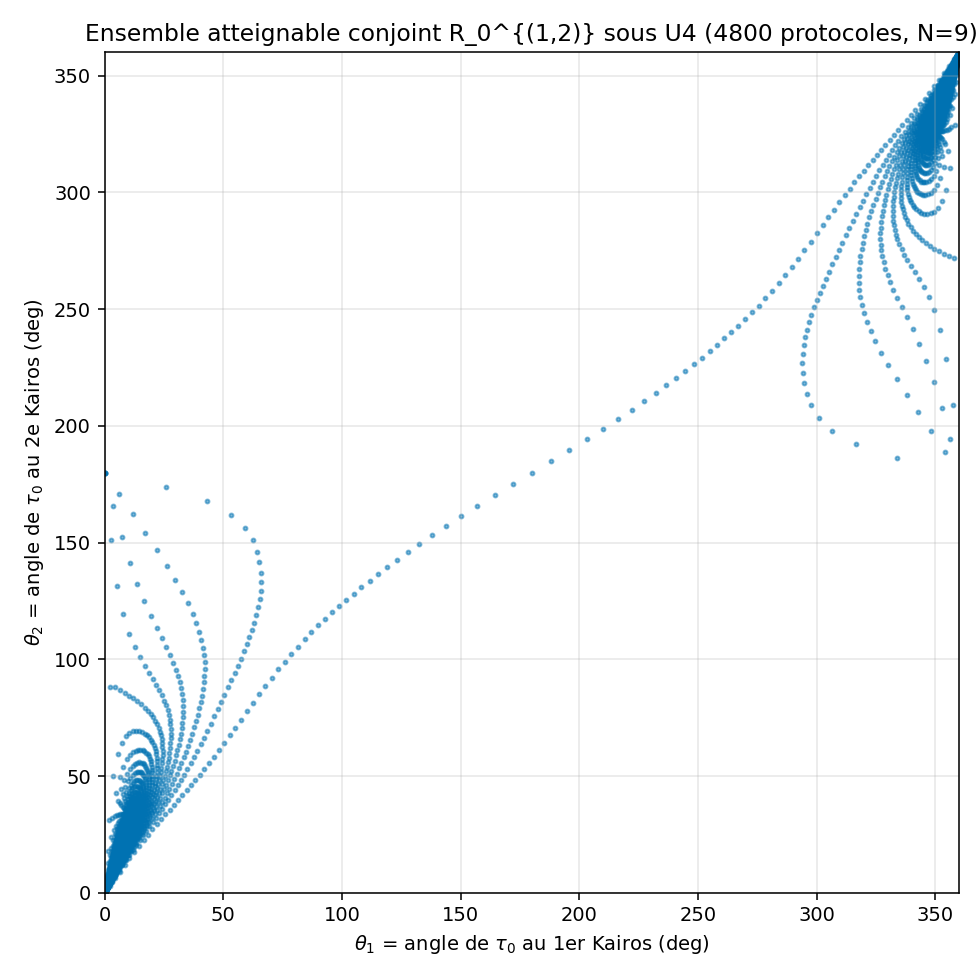 Ensemble atteignable conjoint R_0^{(1,2)} sous U4 (4800 protocoles, N=9)
350
300
250
200
150
100
50
0
θ₂ = angle de τ₀ au 2e Kairos (deg)
0 50 100 150 200 250 300 350
θ₁ = angle de τ₀ au 1er Kairos (deg)